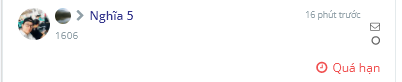 Nghĩa 5
16 phút trước
1606
Quá hạn